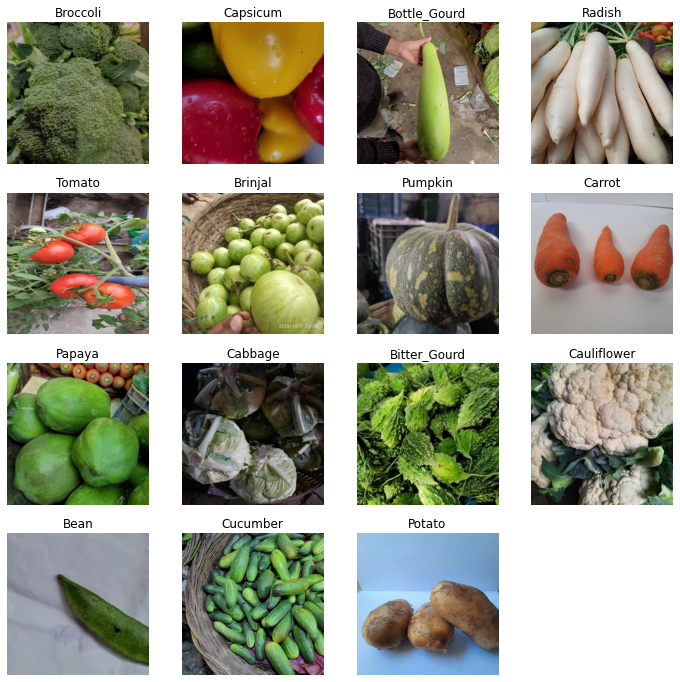 Broccoli
Capsicum
Bottle_Gourd
Radish
Tomato
Brinjal
Pumpkin
Carrot
Papaya
Cabbage
Bitter_Gourd
Cauliflower
Bean
Cucumber
Potato